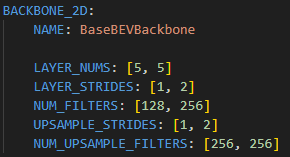 BACKBONE_2D:
NAME: BaseBEVBackbone
LAYER_NUMS: [5, 5]
LAYER_STRIDES: [1, 2]
NUM_FILTERS: [128, 256]
UPSAMPLE_STRIDES: [1, 2]
NUM_UPSAMPLE_FILTERS: [256, 256]